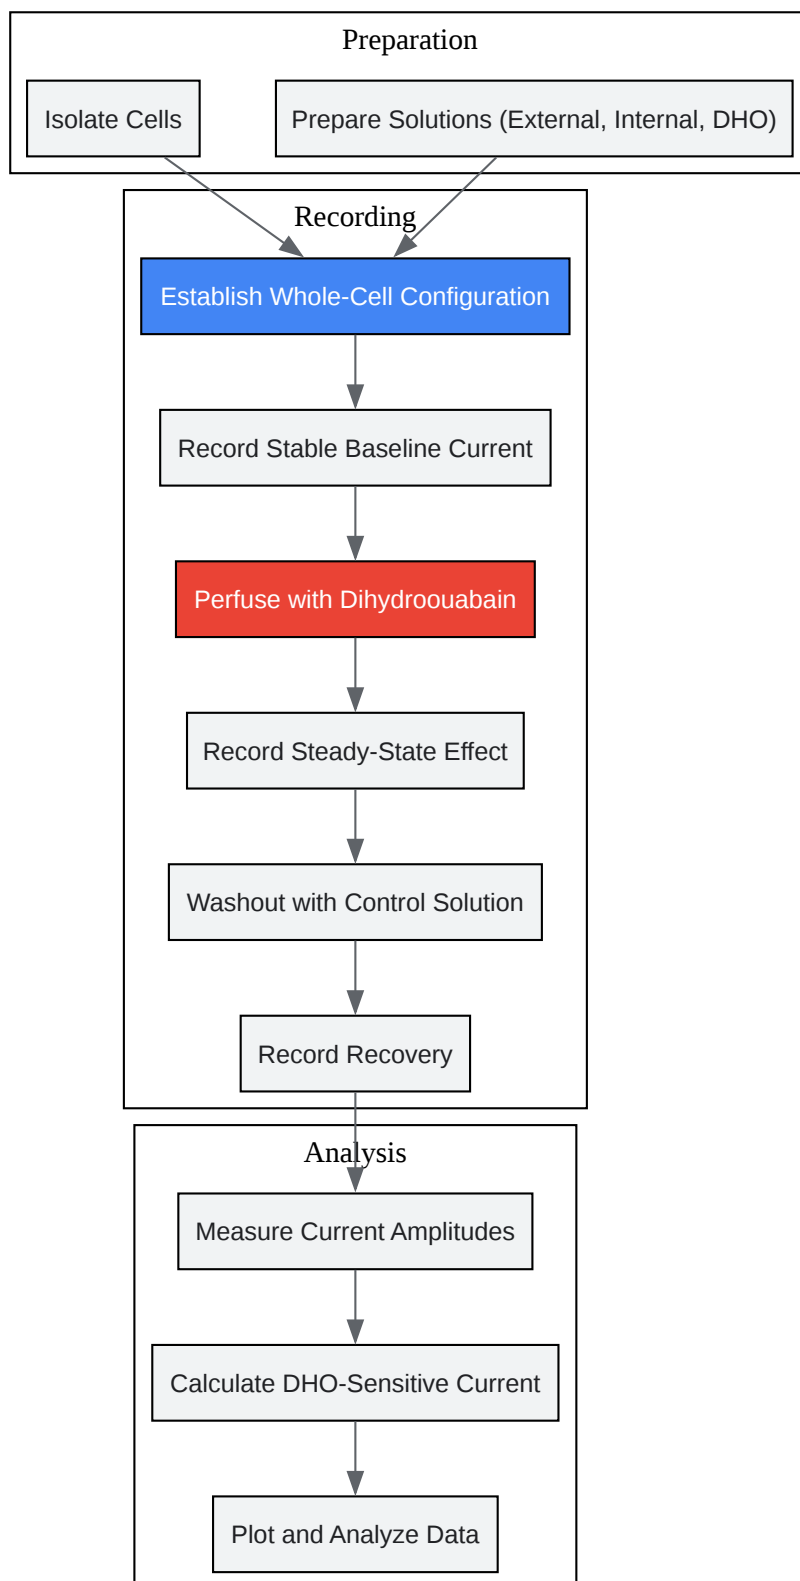 Preparation
Isolate Cells
Prepare Solutions (External, Internal, DHO)
Recording
Establish Whole-Cell Configuration
Record Stable Baseline Current
Perfuse with Dihydroouabain
Record Steady-State Effect
Washout with Control Solution
Record Recovery
Analysis
Measure Current Amplitudes
Calculate DHO-Sensitive Current
Plot and Analyze Data